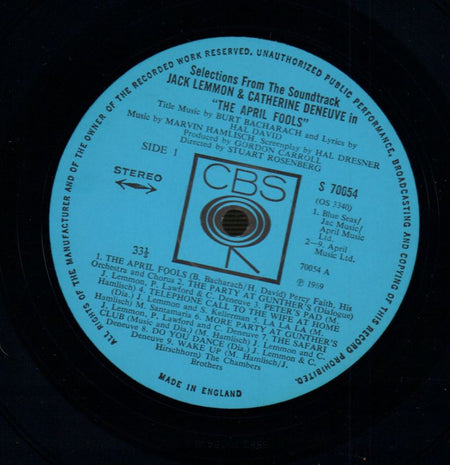 ALL RIGHTS OF THE MANUFACTURER AND OF THE OWNER OF THE RECORDED WORK RESERVED. UNAUTHORIZED PUBLIC PERFORMANCE, BROADCASTING AND COPYING OF THIS RECORD PROHIBITED.
Selections From The Soundtrack
JACK LEMMON & CATHERINE DENEUVE in
"THE APRIL FOOLS"
Title Music by BURT BACHARACH and Lyrics by
HAL DAVID
Music by MARVIN HAMLISCH, Screenplay by HAL DRESNER
Produced by GORDON CARROLL
Directed by STUART ROSENBERG
SIDE 1
STEREO
CBS
S 70054
(OS 3340)
1. Blue Seas/
Jac Music/
April Music
Ltd.
2—9. April
Music Ltd.
70054 A
℗ 1969
33⅓
1. THE APRIL FOOLS (B. Bacharach/H. David) Percy Faith, His
Orchestra and Chorus 2. THE PARTY AT GUNTHER'S (Dialogue)
J. Lemmon, P. Lawford & C. Deneuve 3. PETER'S PAD (M.
Hamlisch) 4. TELEPHONE CALL TO THE WIFE AT HOME
(Dia.) J. Lemmon and S. Kellerman 5. LA LA LA (M.
Hamlisch) M. Santamaria 6. MORE PARTY AT GUNTHER'S
(Dia.) J. Lemmon, P. Lawford and C. Deneuve 7. THE SAFARI
CLUB (Music and Dia.) (M. Hamlisch) J. Lemmon and C.
Deneuve 8. DO YOU DANCE (Dia.) J. Lemmon & C.
Deneuve 9. WAKE UP (M. Hamlisch/J.
Hirschhorn) The Chambers
Brothers
MADE IN ENGLAND